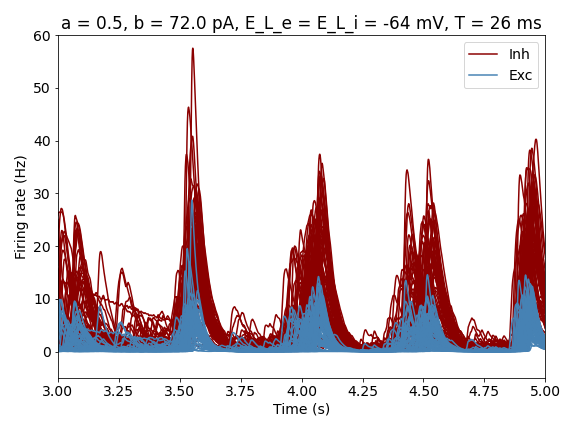 a = 0.5, b = 72.0 pA, E_L_e = E_L_i = -64 mV, T = 26 ms
Inh
Exc
Firing rate (Hz)
60
50
40
30
20
10
0
3.00 3.25 3.50 3.75 4.00 4.25 4.50 4.75 5.00
Time (s)